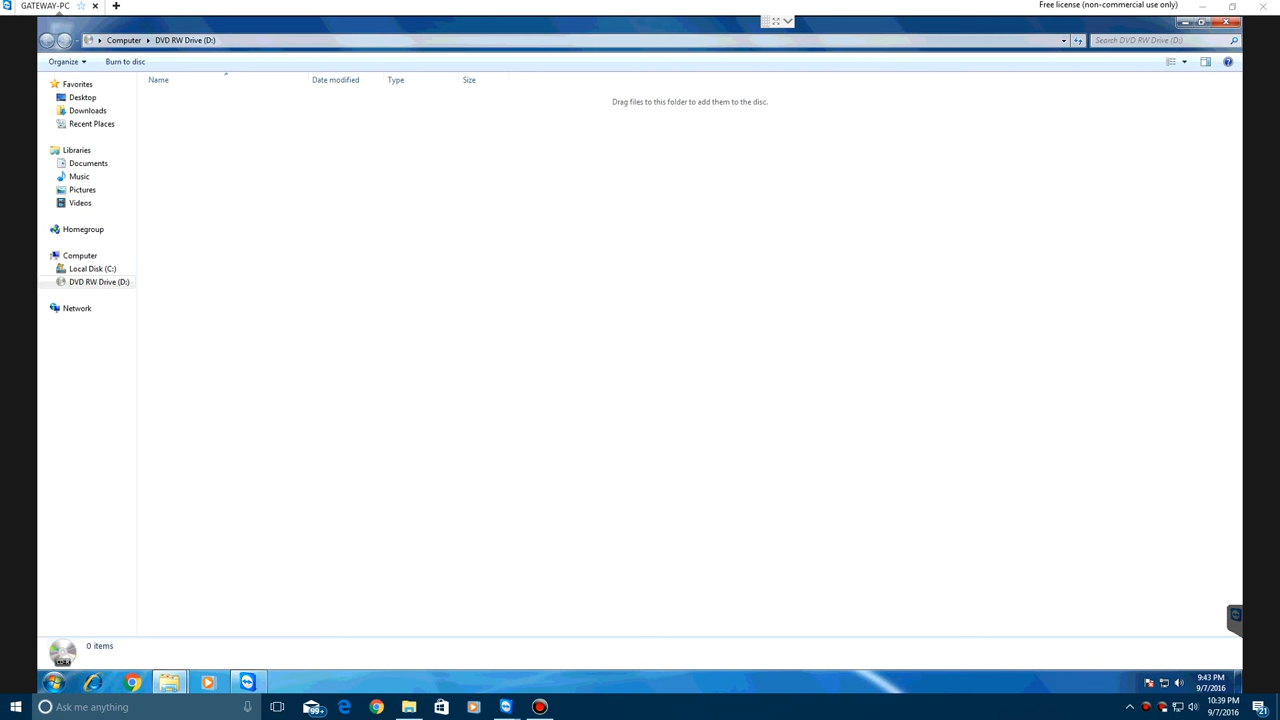 GATEWAY-PC
Free license (non-commercial use only)
Computer
DVD RW Drive (D:)
Search DVD RW Drive (D:)
Organize
Burn to disc
Name
Date modified
Type
Size
Drag files to this folder to add them to the disc.
Favorites
Desktop
Downloads
Recent Places
Libraries
Documents
Music
Pictures
Videos
Homegroup
Computer
Local Disk (C:)
DVD RW Drive (D:)
Network
0 items
CD-R
9:43 PM
9/7/2016
Ask me anything
99+
10:39 PM
9/7/2016
21